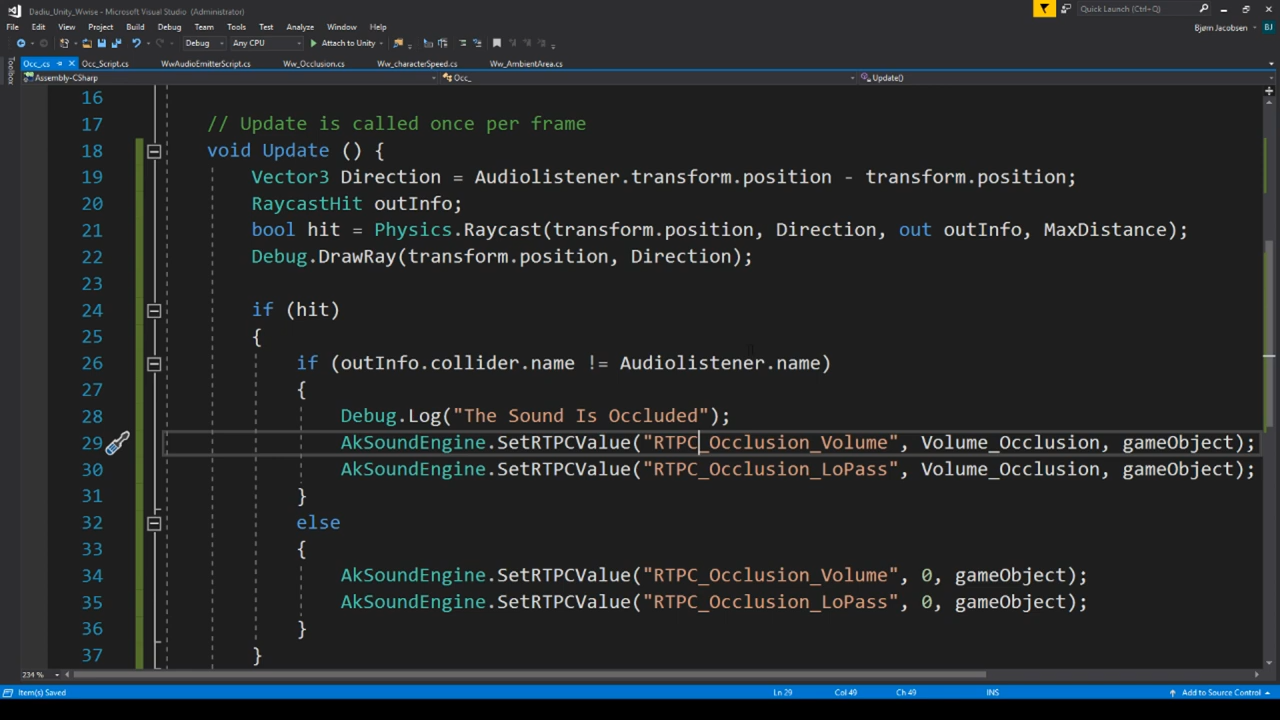 Dadiu_Unity_Wwise - Microsoft Visual Studio (Administrator)
Quick Launch (Ctrl+Q)
File Edit View Project Build Debug Team Tools Test Analyze Window Help
Bjørn Jacobsen BJ
Debug Any CPU Attach to Unity
Occ_.cs Occ_Script.cs WwAudioEmitterScript.cs Ww_Occlusion.cs Ww_characterSpeed.cs Ww_AmbientArea.cs
Toolbox
Assembly-CSharp Occ_ Update()
16
17 // Update is called once per frame
18 void Update () {
19 Vector3 Direction = Audiolistener.transform.position - transform.position;
20 RaycastHit outInfo;
21 bool hit = Physics.Raycast(transform.position, Direction, out outInfo, MaxDistance);
22 Debug.DrawRay(transform.position, Direction);
23
24 if (hit)
25 {
26 if (outInfo.collider.name != Audiolistener.name)
27 {
28 Debug.Log("The Sound Is Occluded");
29 AkSoundEngine.SetRTPCValue("RTPC_Occlusion_Volume", Volume_Occlusion, gameObject);
30 AkSoundEngine.SetRTPCValue("RTPC_Occlusion_LoPass", Volume_Occlusion, gameObject);
31 }
32 else
33 {
34 AkSoundEngine.SetRTPCValue("RTPC_Occlusion_Volume", 0, gameObject);
35 AkSoundEngine.SetRTPCValue("RTPC_Occlusion_LoPass", 0, gameObject);
36 }
37 }
234 %
Item(s) Saved Ln 29 Col 49 Ch 49 INS Add to Source Control